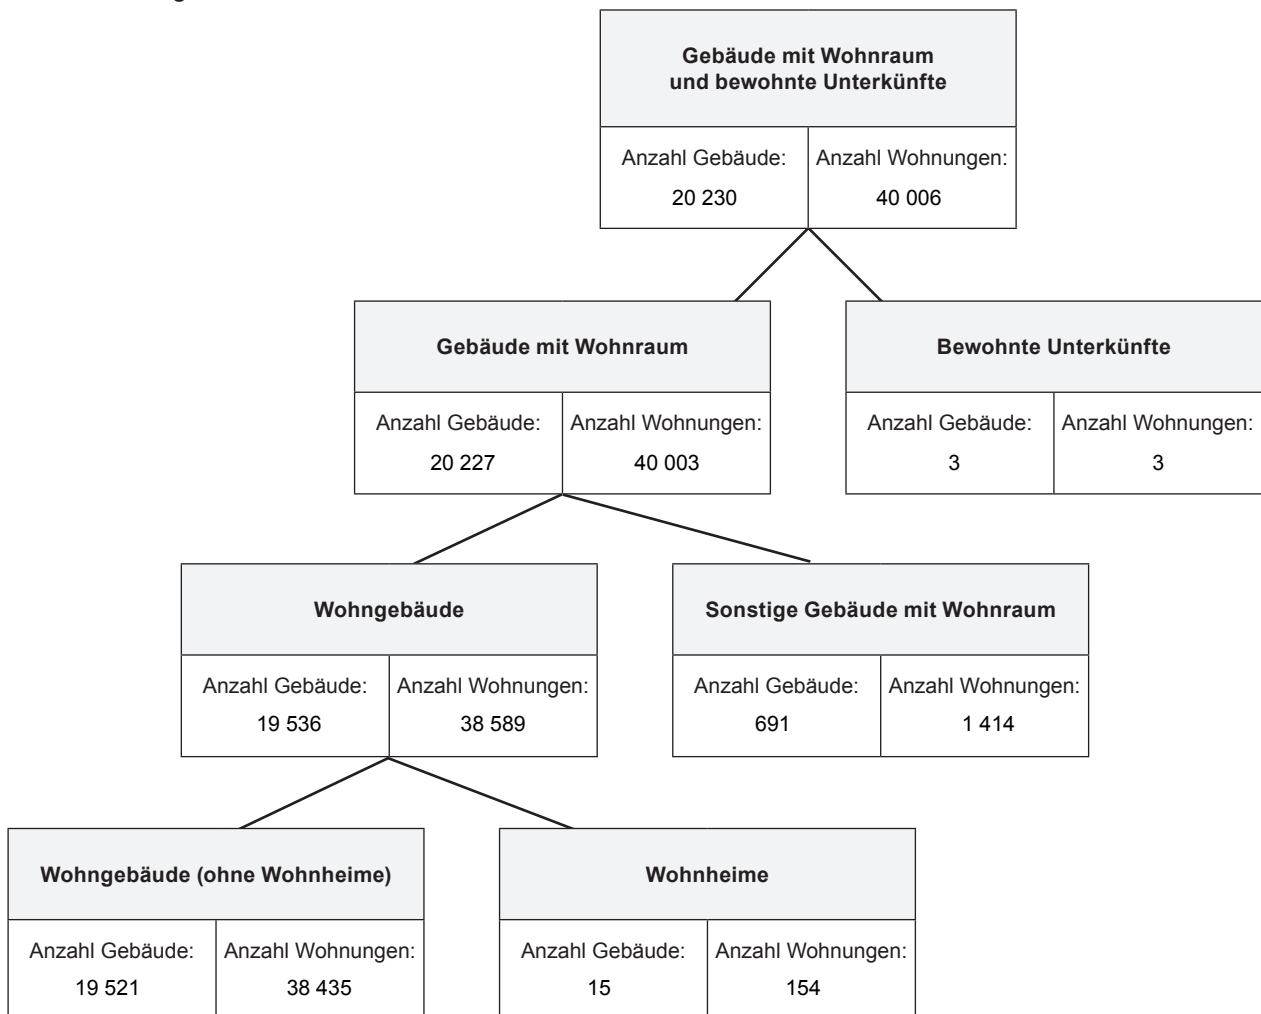 Gebäude mit Wohnraum
und bewohnte Unterkünfte
Anzahl Gebäude: Anzahl Wohnungen:
20 230 40 006
Gebäude mit Wohnraum
Bewohnte Unterkünfte
Anzahl Gebäude: Anzahl Wohnungen:
20 227 40 003
Anzahl Gebäude: Anzahl Wohnungen:
3 3
Wohngebäude
Sonstige Gebäude mit Wohnraum
Anzahl Gebäude: Anzahl Wohnungen:
19 536 38 589
Anzahl Gebäude: Anzahl Wohnungen:
691 1 414
Wohngebäude (ohne Wohnheime)
Wohnheime
Anzahl Gebäude: Anzahl Wohnungen:
19 521 38 435
Anzahl Gebäude: Anzahl Wohnungen:
15 154